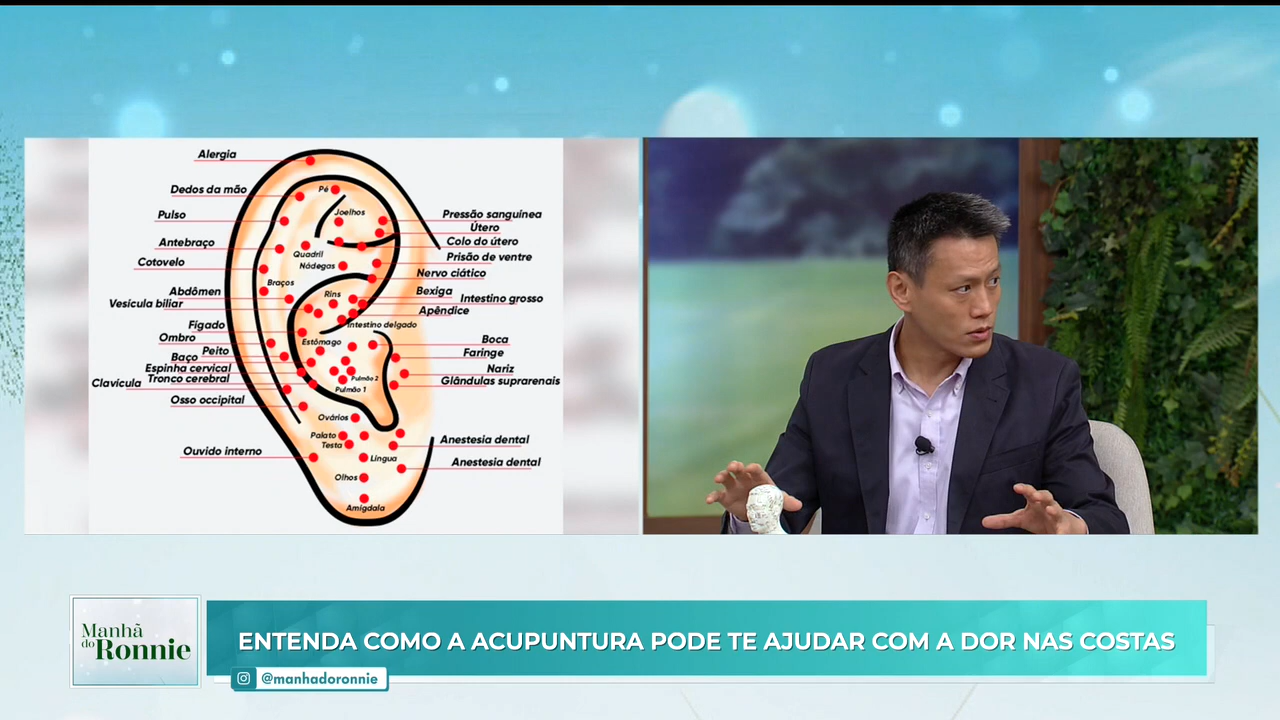 Alergia
Dedos da mão
Pulso
Antebraço
Cotovelo
Abdômen
Vesícula biliar
Fígado
Ombro
Peito
Baço
Espinha cervical
Clavícula
Tronco cerebral
Osso occipital
Ouvido interno
Pé
Joelhos
Quadril
Nádegas
Braços
Rins
Intestino delgado
Estômago
Pulmão 2
Pulmão 1
Ovários
Palato
Testa
Língua
Olhos
Amígdala
Pressão sanguínea
Útero
Colo do útero
Prisão de ventre
Nervo ciático
Bexiga
Intestino grosso
Apêndice
Boca
Faringe
Nariz
Glândulas suprarenais
Anestesia dental
Anestesia dental
Manhã
do Ronnie
ENTENDA COMO A ACUPUNTURA PODE TE AJUDAR COM A DOR NAS COSTAS
@manhadoronnie